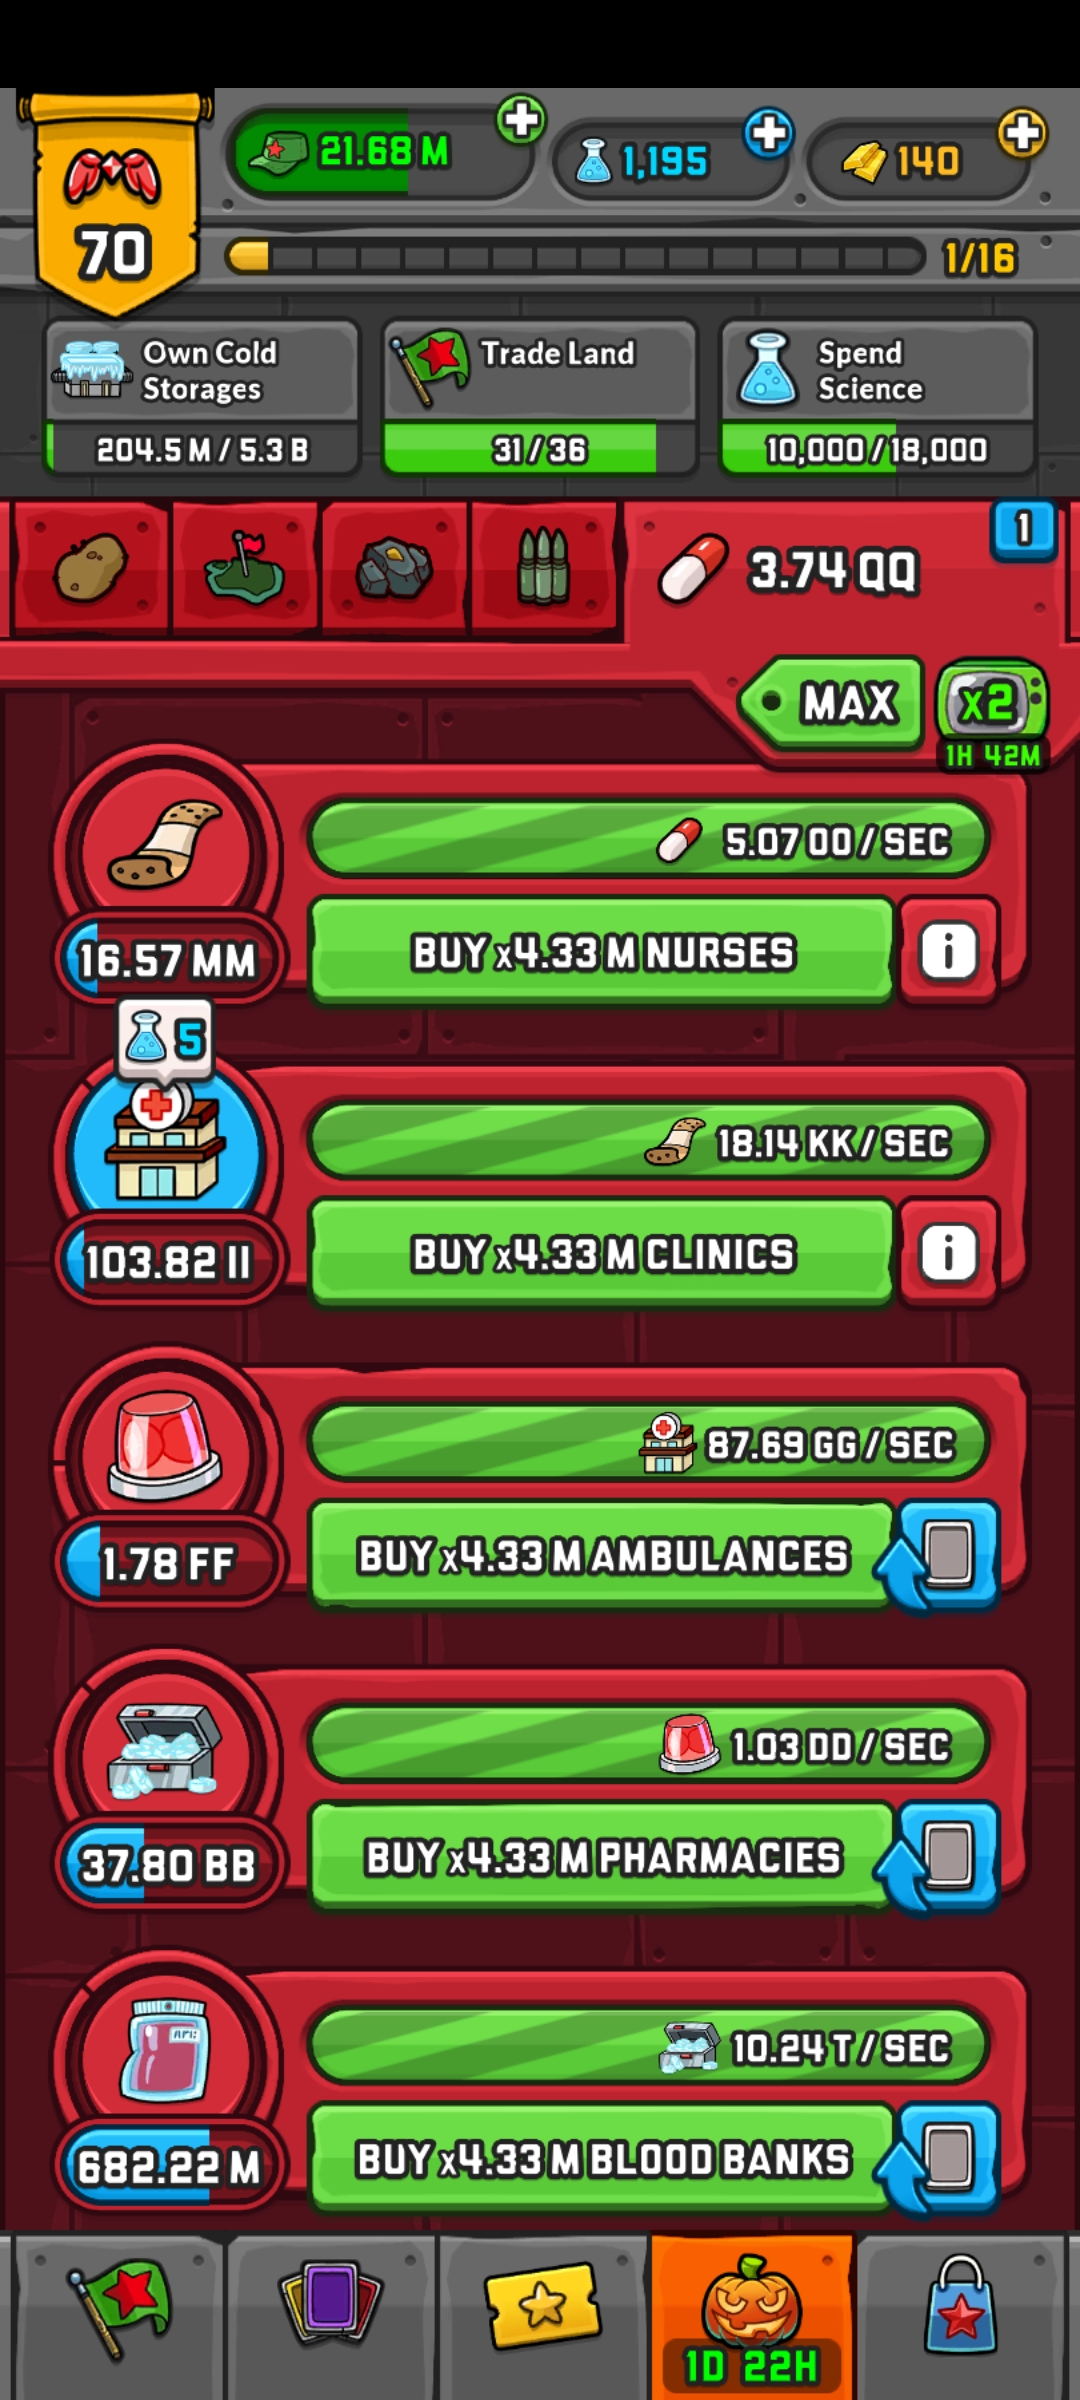 21.68 M
1,195
140
70
1/16
Own Cold
Storages
204.5 M / 5.3 B
Trade Land
31 / 36
Spend
Science
10,000 / 18,000
3.74 QQ
1
MAX
x2
1H 42M
5.07 OO / SEC
16.57 MM
BUY x4.33 M NURSES
i
5
18.14 KK / SEC
103.82 II
BUY x4.33 M CLINICS
i
87.69 GG / SEC
1.78 FF
BUY x4.33 M AMBULANCES
1.03 DD / SEC
37.80 BB
BUY x4.33 M PHARMACIES
10.24 T / SEC
682.22 M
BUY x4.33 M BLOOD BANKS
1D 22H